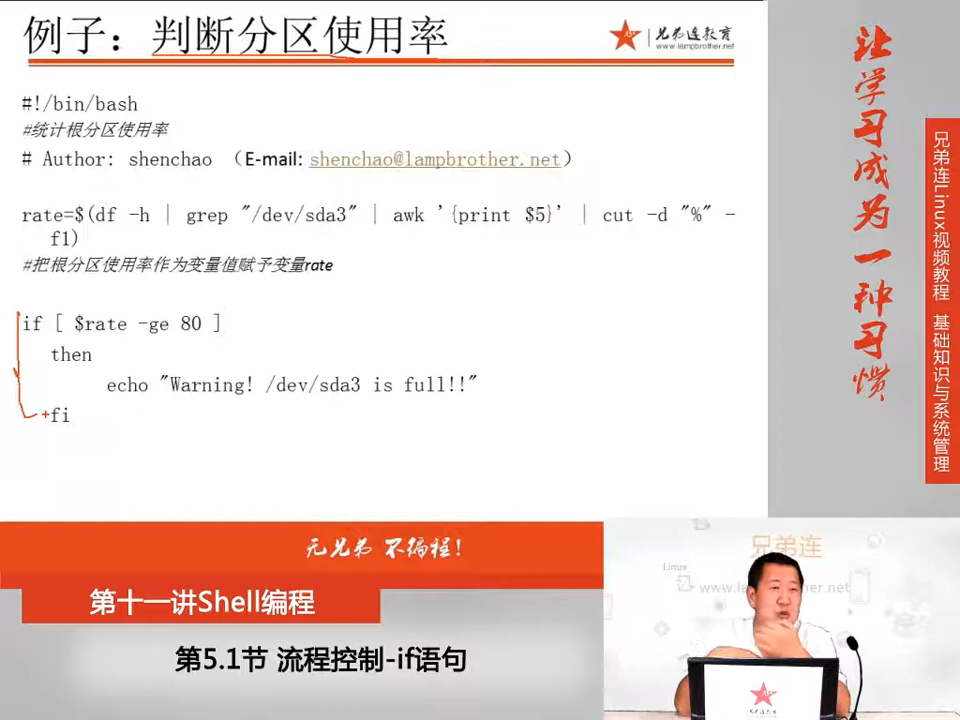 例子：判断分区使用率
兄弟连教育
www.lampbrother.net
#!/bin/bash
#统计根分区使用率
# Author: shenchao （E-mail: shenchao@lampbrother.net）
rate=$(df -h | grep "/dev/sda3" | awk '{print $5}' | cut -d "%" -
f1)
#把根分区使用率作为变量值赋予变量rate
if [ $rate -ge 80 ]
then
echo "Warning! /dev/sda3 is full!!"
fi
让学习成为一种习惯
兄弟连Linux视频教程 基础知识与系统管理
无兄弟 不编程！
第十一讲Shell编程
第5.1节 流程控制-if语句
兄弟连
Linux